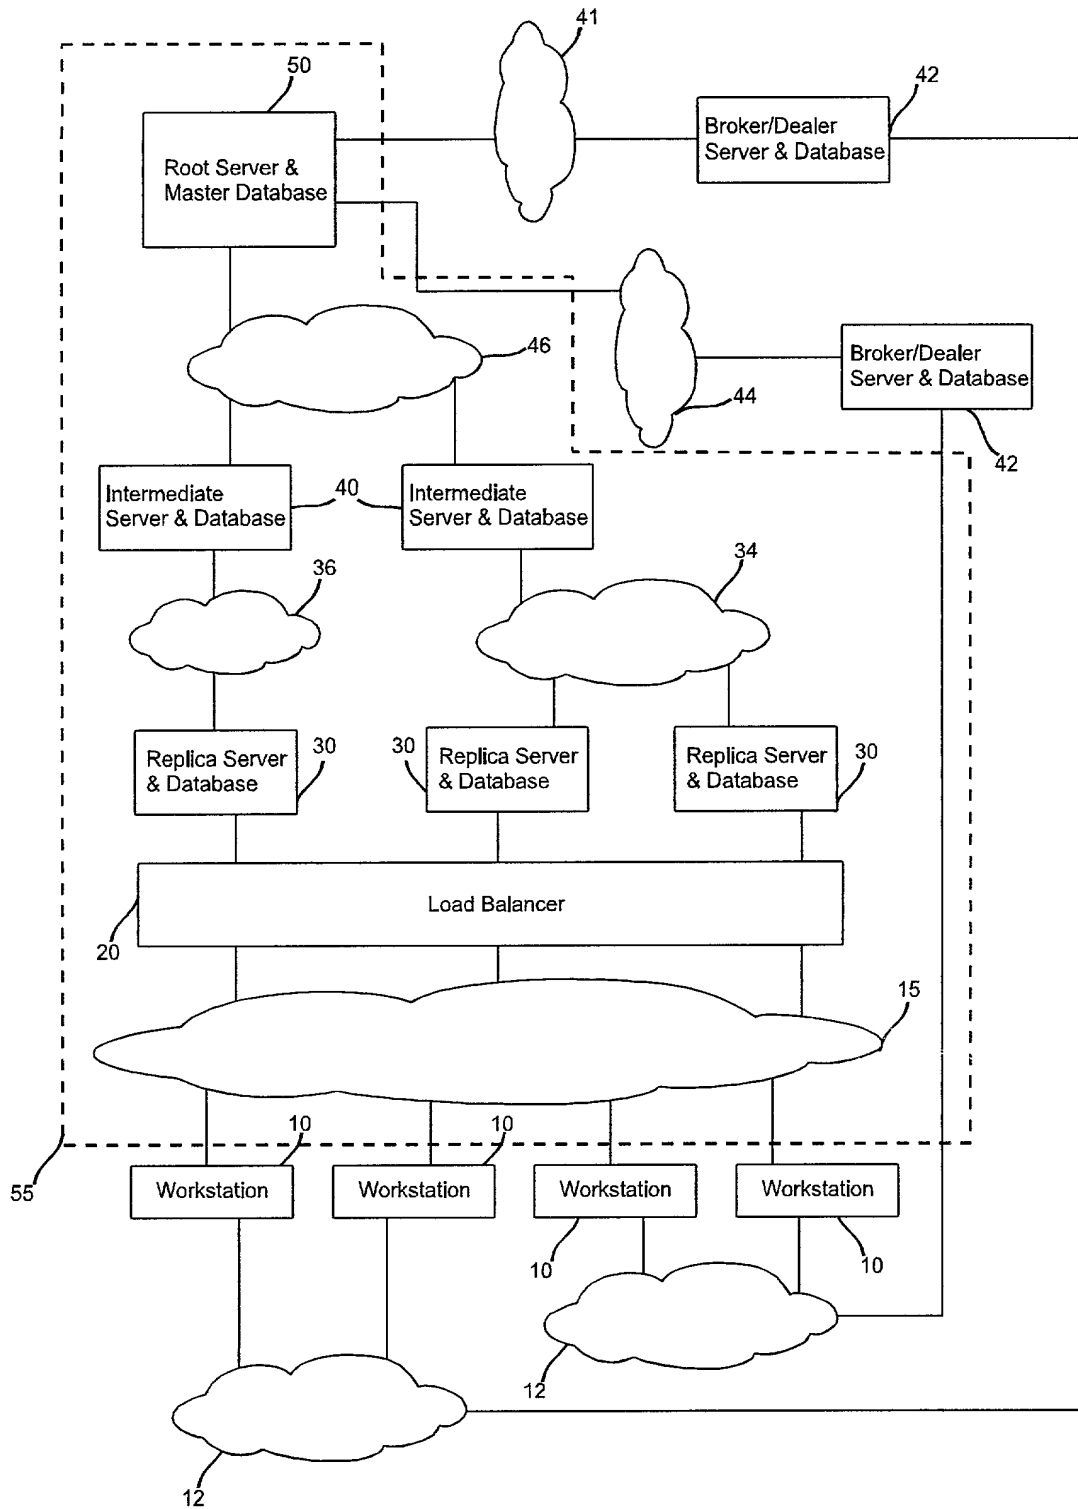 41
50
42
Root Server &
Master Database
Broker/Dealer
Server & Database
46
44
Broker/Dealer
Server & Database
42
Intermediate
Server & Database
40
Intermediate
Server & Database
36
34
Replica Server
& Database
30
30
Replica Server
& Database
Replica Server
& Database
30
Load Balancer
20
15
10
10
55
Workstation
Workstation
Workstation
Workstation
10
10
12
12